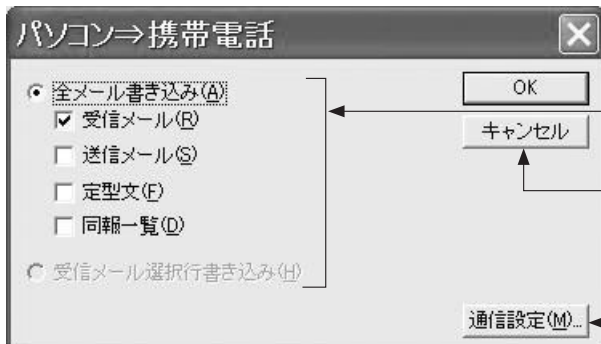 パソコン⇒携帯電話
全メール書き込み(A)
受信メール(R)
送信メール(S)
定型文(F)
同報一覧(D)
受信メール選択行書き込み(H)
OK
キャンセル
通信設定(M)...